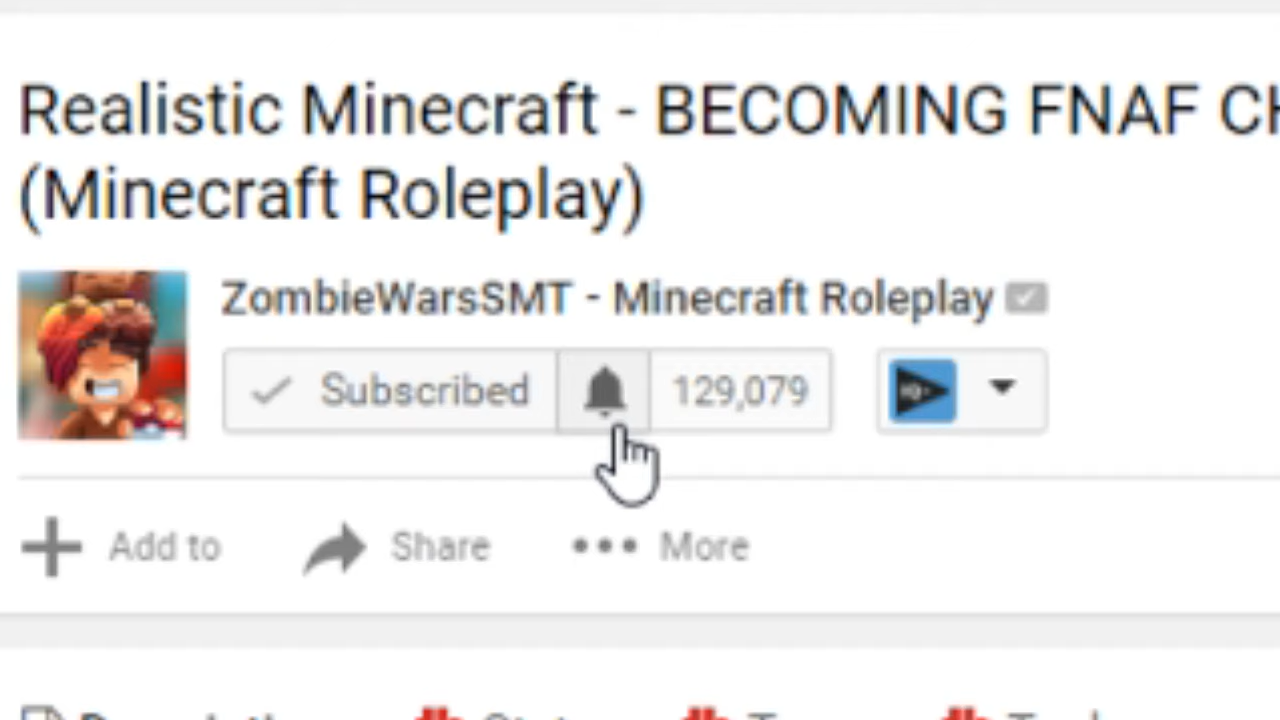 Realistic Minecraft - BECOMING FNAF
(Minecraft Roleplay)
ZombieWarsSMT - Minecraft Roleplay
Subscribed 129,079
Add to Share More